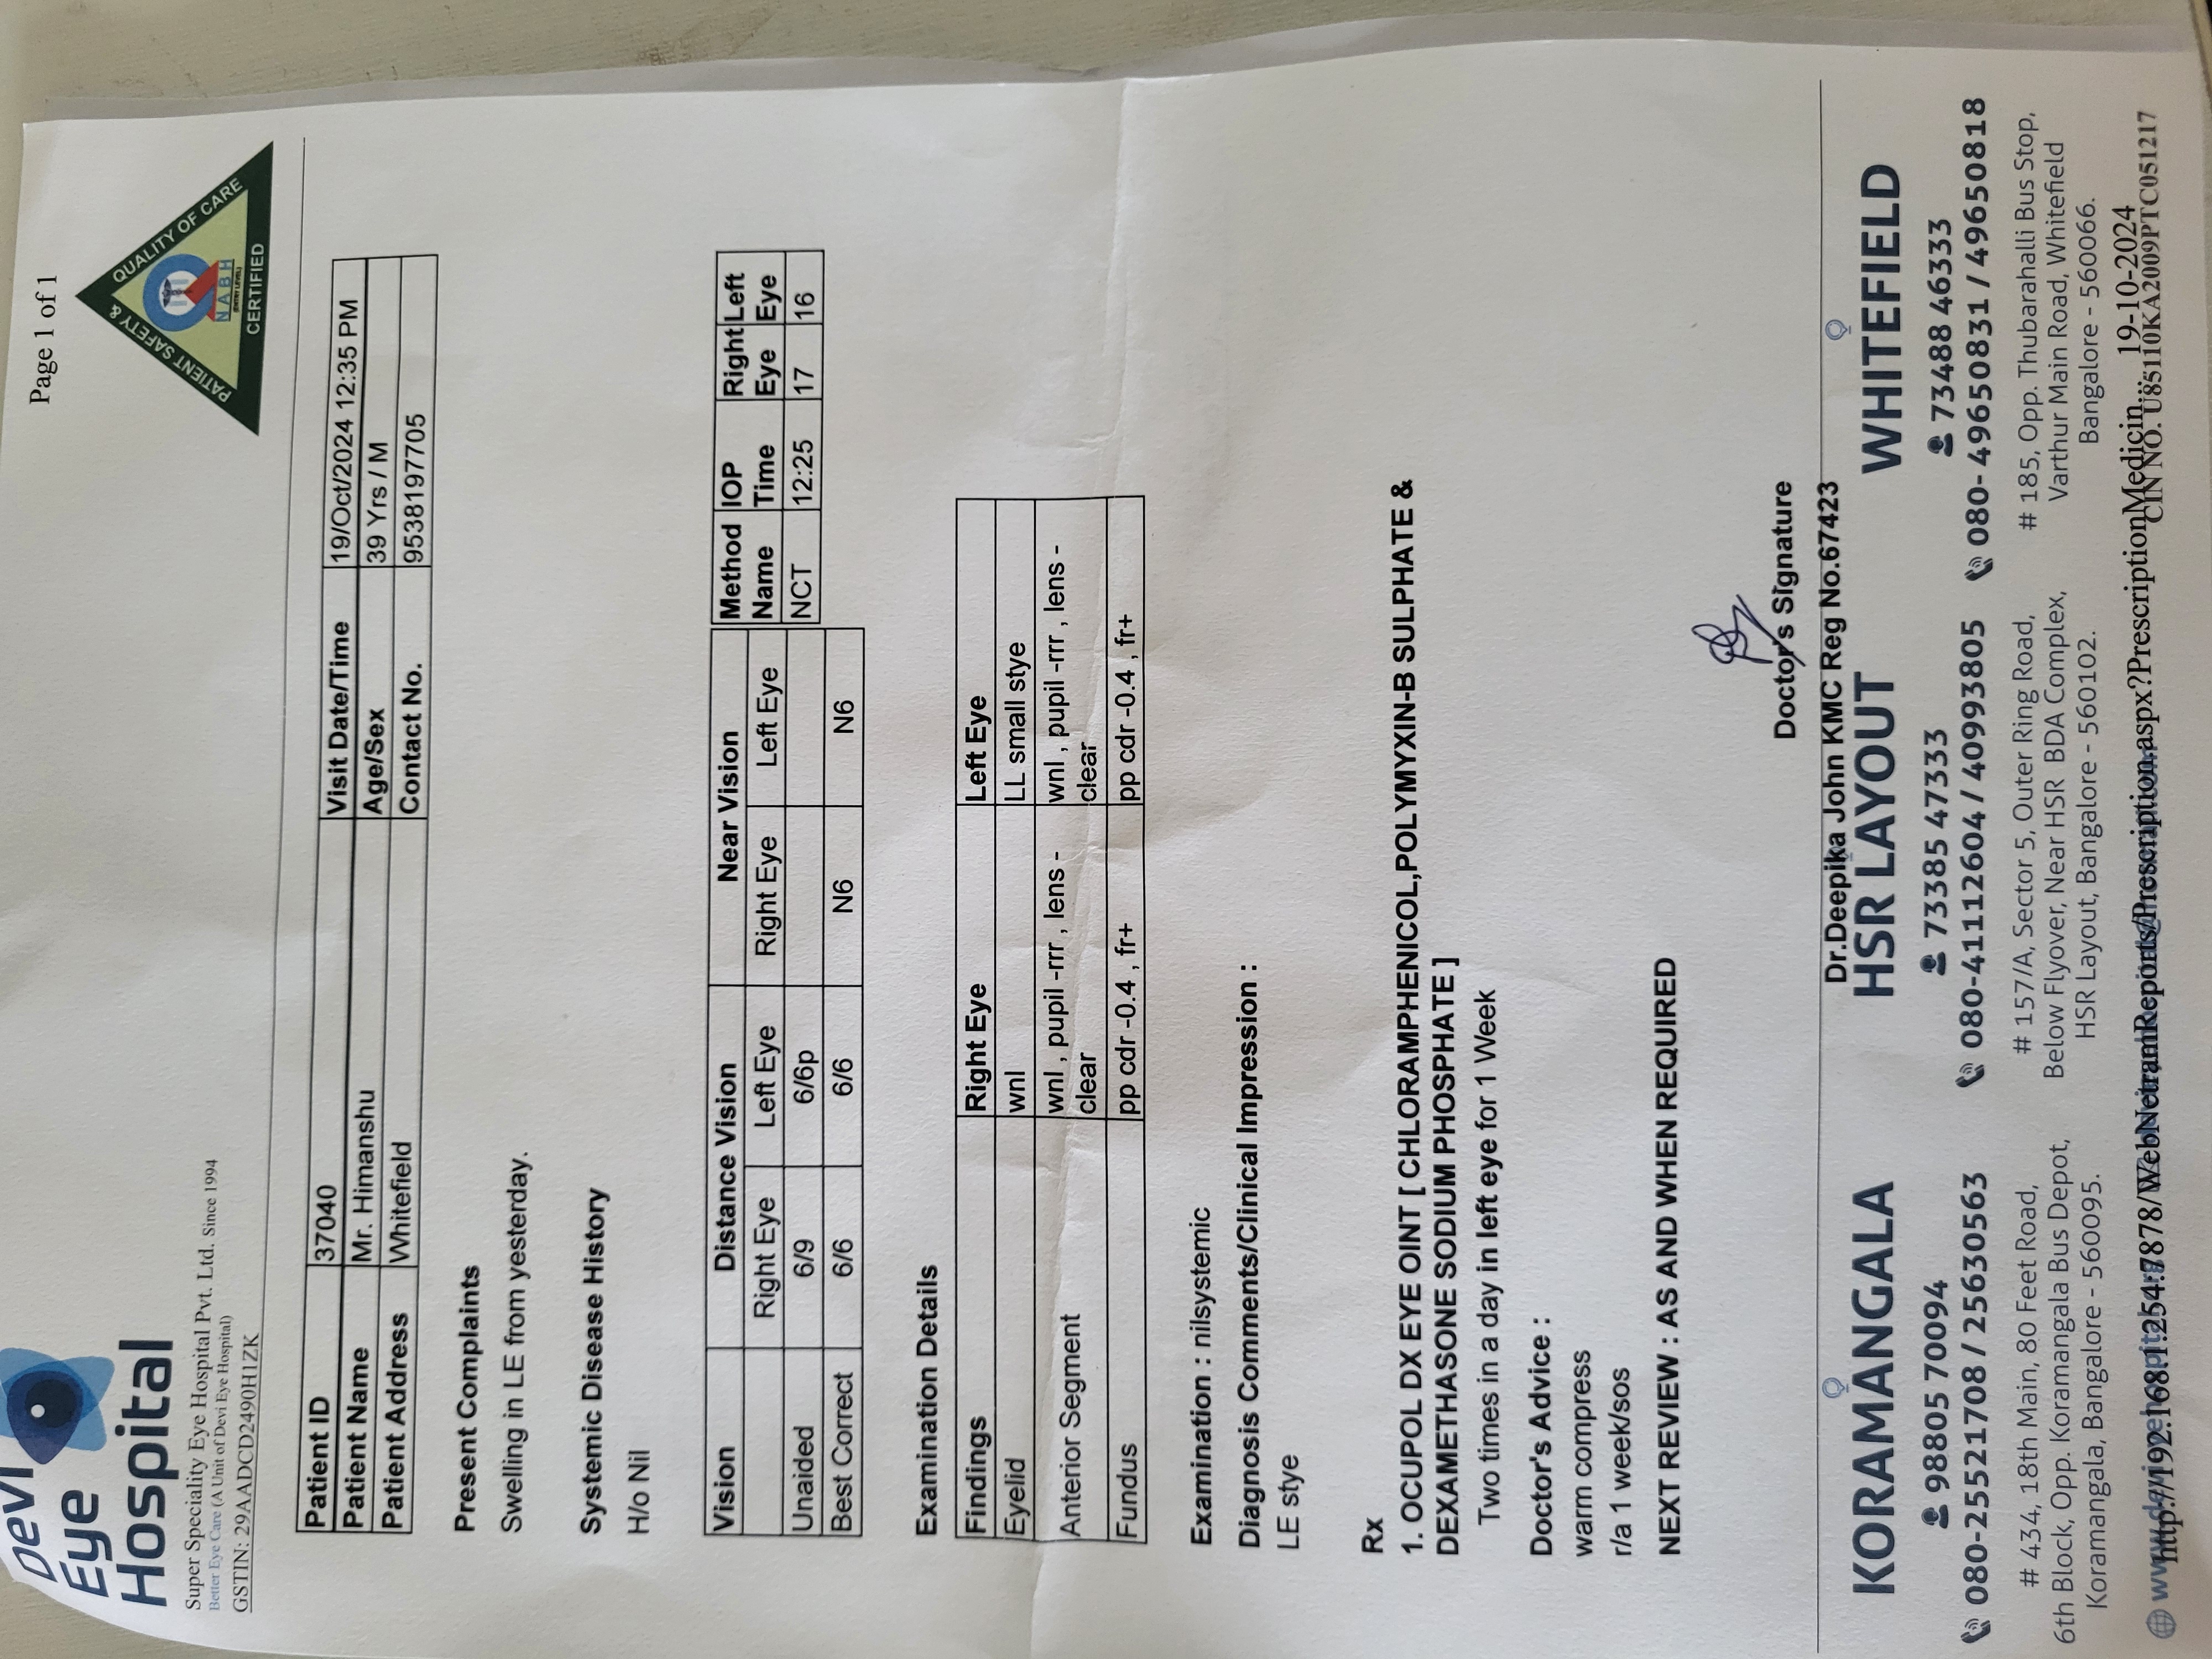 Devi
Eye
Hospital
Super Speciality Eye Hospital Pvt. Ltd. Since 1994
Better Eye Care (A Unit of Devi Eye Hospital)
GSTIN: 29AADCD2490H1ZK
Page 1 of 1
PATIENT SAFETY & QUALITY OF CARE
NABH
(ENTRY LEVEL)
CERTIFIED
Patient ID 37040 Visit Date/Time 19/Oct/2024 12:35 PM
Patient Name Mr. Himanshu Age/Sex 39 Yrs / M
Patient Address Whitefield Contact No. 9538197705
Present Complaints
Swelling in LE from yesterday.
Systemic Disease History
H/o Nil
Vision Distance Vision Near Vision
Right Eye Left Eye Right Eye Left Eye
Unaided 6/9 6/6p
Best Correct 6/6 6/6 N6 N6
Method IOP Right Left
Name Time Eye Eye
NCT 12:25 17 16
Examination Details
Findings Right Eye Left Eye
Eyelid wnl LL small stye
Anterior Segment wnl , pupil -rrr , lens - clear wnl , pupil -rrr , lens - clear
Fundus pp cdr -0.4 , fr+ pp cdr -0.4 , fr+
Examination : nilsystemic
Diagnosis Comments/Clinical Impression :
LE stye
Rx
1. OCUPOL DX EYE OINT [ CHLORAMPHENICOL,POLYMYXIN-B SULPHATE &
DEXAMETHASONE SODIUM PHOSPHATE ]
Two times in a day in left eye for 1 Week
Doctor's Advice :
warm compress
r/a 1 week/sos
NEXT REVIEW : AS AND WHEN REQUIRED
Doctor's Signature
Dr.Deepika John KMC Reg No.67423
KORAMANGALA
98805 70094
080-25521708 / 25630563
# 434, 18th Main, 80 Feet Road,
6th Block, Opp. Koramangala Bus Depot,
Koramangala, Bangalore - 560095.
HSR LAYOUT
73385 47333
080-41112604 / 40993805
# 157/A, Sector 5, Outer Ring Road,
Below Flyover, Near HSR BDA Complex,
HSR Layout, Bangalore - 560102.
WHITEFIELD
73488 46333
080- 49650831 / 49650818
# 185, Opp. Thubarahalli Bus Stop,
Varthur Main Road, Whitefield
Bangalore - 560066.
www.devieyehospital.org
http://192.168.1.254:7878/WebNetramReports/Prescription.aspx?PrescriptionMedicin... 19-10-2024
CIN NO. U85110KA2009PTC051217